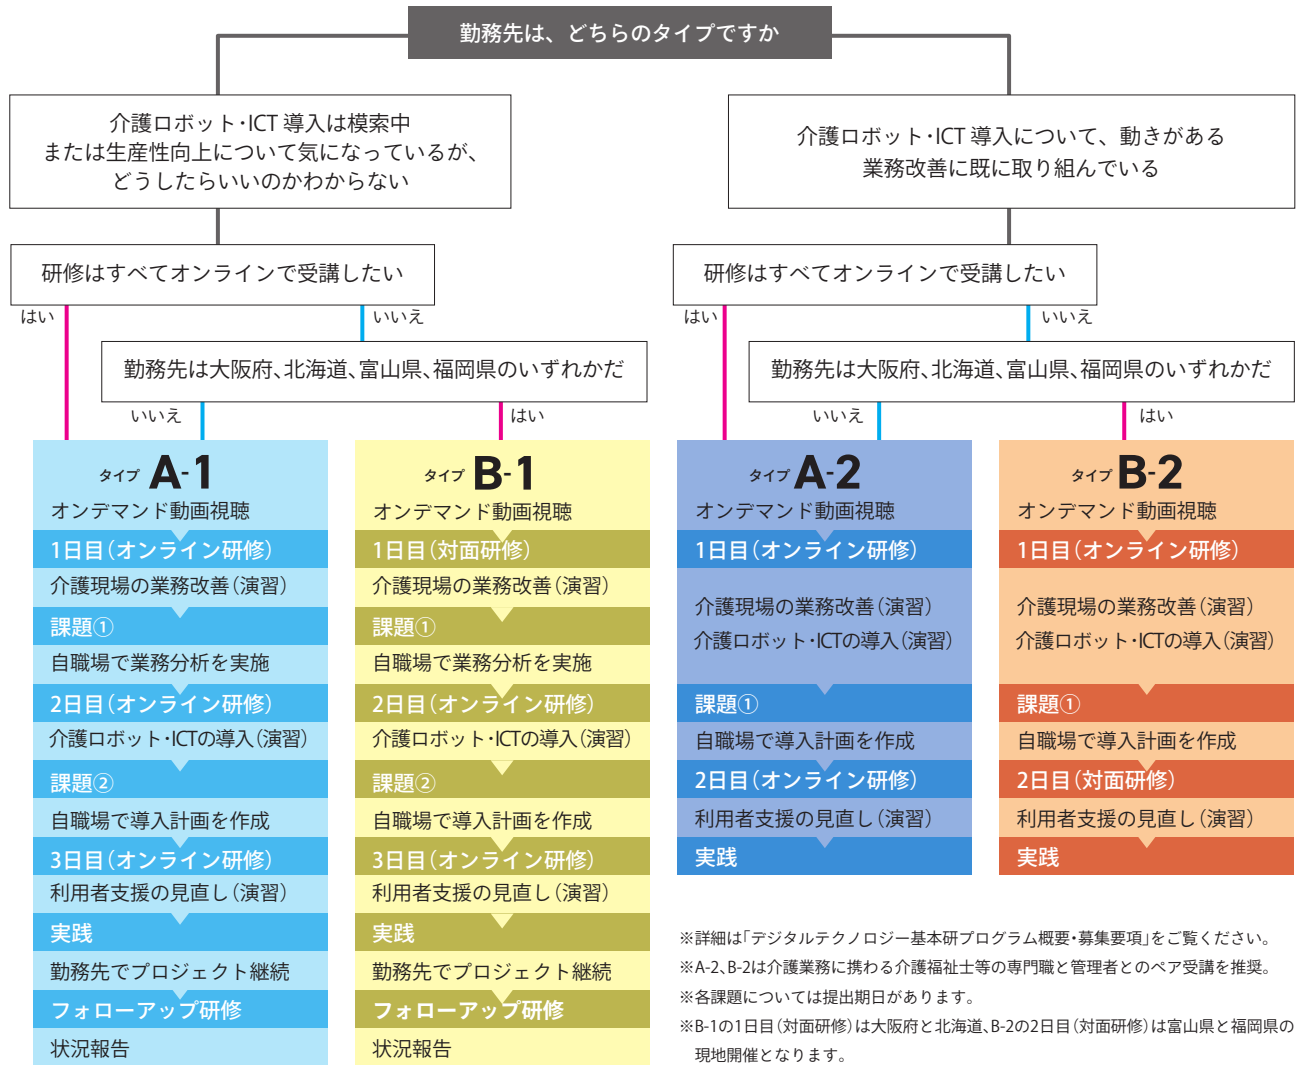 勤務先は、どちらのタイプですか
介護ロボット・ICT 導入は模索中
または生産性向上について気になっているが、
どうしたらいいのかわからない
介護ロボット・ICT 導入について、動きがある
業務改善に既に取り組んでいる
研修はすべてオンラインで受講したい
はい
いいえ
勤務先は大阪府、北海道、富山県、福岡県のいずれかだ
いいえ
はい
研修はすべてオンラインで受講したい
はい
いいえ
勤務先は大阪府、北海道、富山県、福岡県のいずれかだ
いいえ
はい
タイプ A-1
オンデマンド動画視聴
1日目（オンライン研修）
介護現場の業務改善（演習）
課題①
自職場で業務分析を実施
2日目（オンライン研修）
介護ロボット・ICTの導入（演習）
課題②
自職場で導入計画を作成
3日目（オンライン研修）
利用者支援の見直し（演習）
実践
勤務先でプロジェクト継続
フォローアップ研修
状況報告
タイプ B-1
オンデマンド動画視聴
1日目（対面研修）
介護現場の業務改善（演習）
課題①
自職場で業務分析を実施
2日目（オンライン研修）
介護ロボット・ICTの導入（演習）
課題②
自職場で導入計画を作成
3日目（オンライン研修）
利用者支援の見直し（演習）
実践
勤務先でプロジェクト継続
フォローアップ研修
状況報告
タイプ A-2
オンデマンド動画視聴
1日目（オンライン研修）
介護現場の業務改善（演習）
介護ロボット・ICTの導入（演習）
課題①
自職場で導入計画を作成
2日目（オンライン研修）
利用者支援の見直し（演習）
実践
タイプ B-2
オンデマンド動画視聴
1日目（オンライン研修）
介護現場の業務改善（演習）
介護ロボット・ICTの導入（演習）
課題①
自職場で導入計画を作成
2日目（対面研修）
利用者支援の見直し（演習）
実践
※詳細は「デジタルテクノロジー基本研プログラム概要・募集要項」をご覧ください。
※A-2、B-2は介護業務に携わる介護福祉士等の専門職と管理者とのペア受講を推奨。
※各課題については提出期日があります。
※B-1の1日目（対面研修）は大阪府と北海道、B-2の2日目（対面研修）は富山県と福岡県の
現地開催となります。